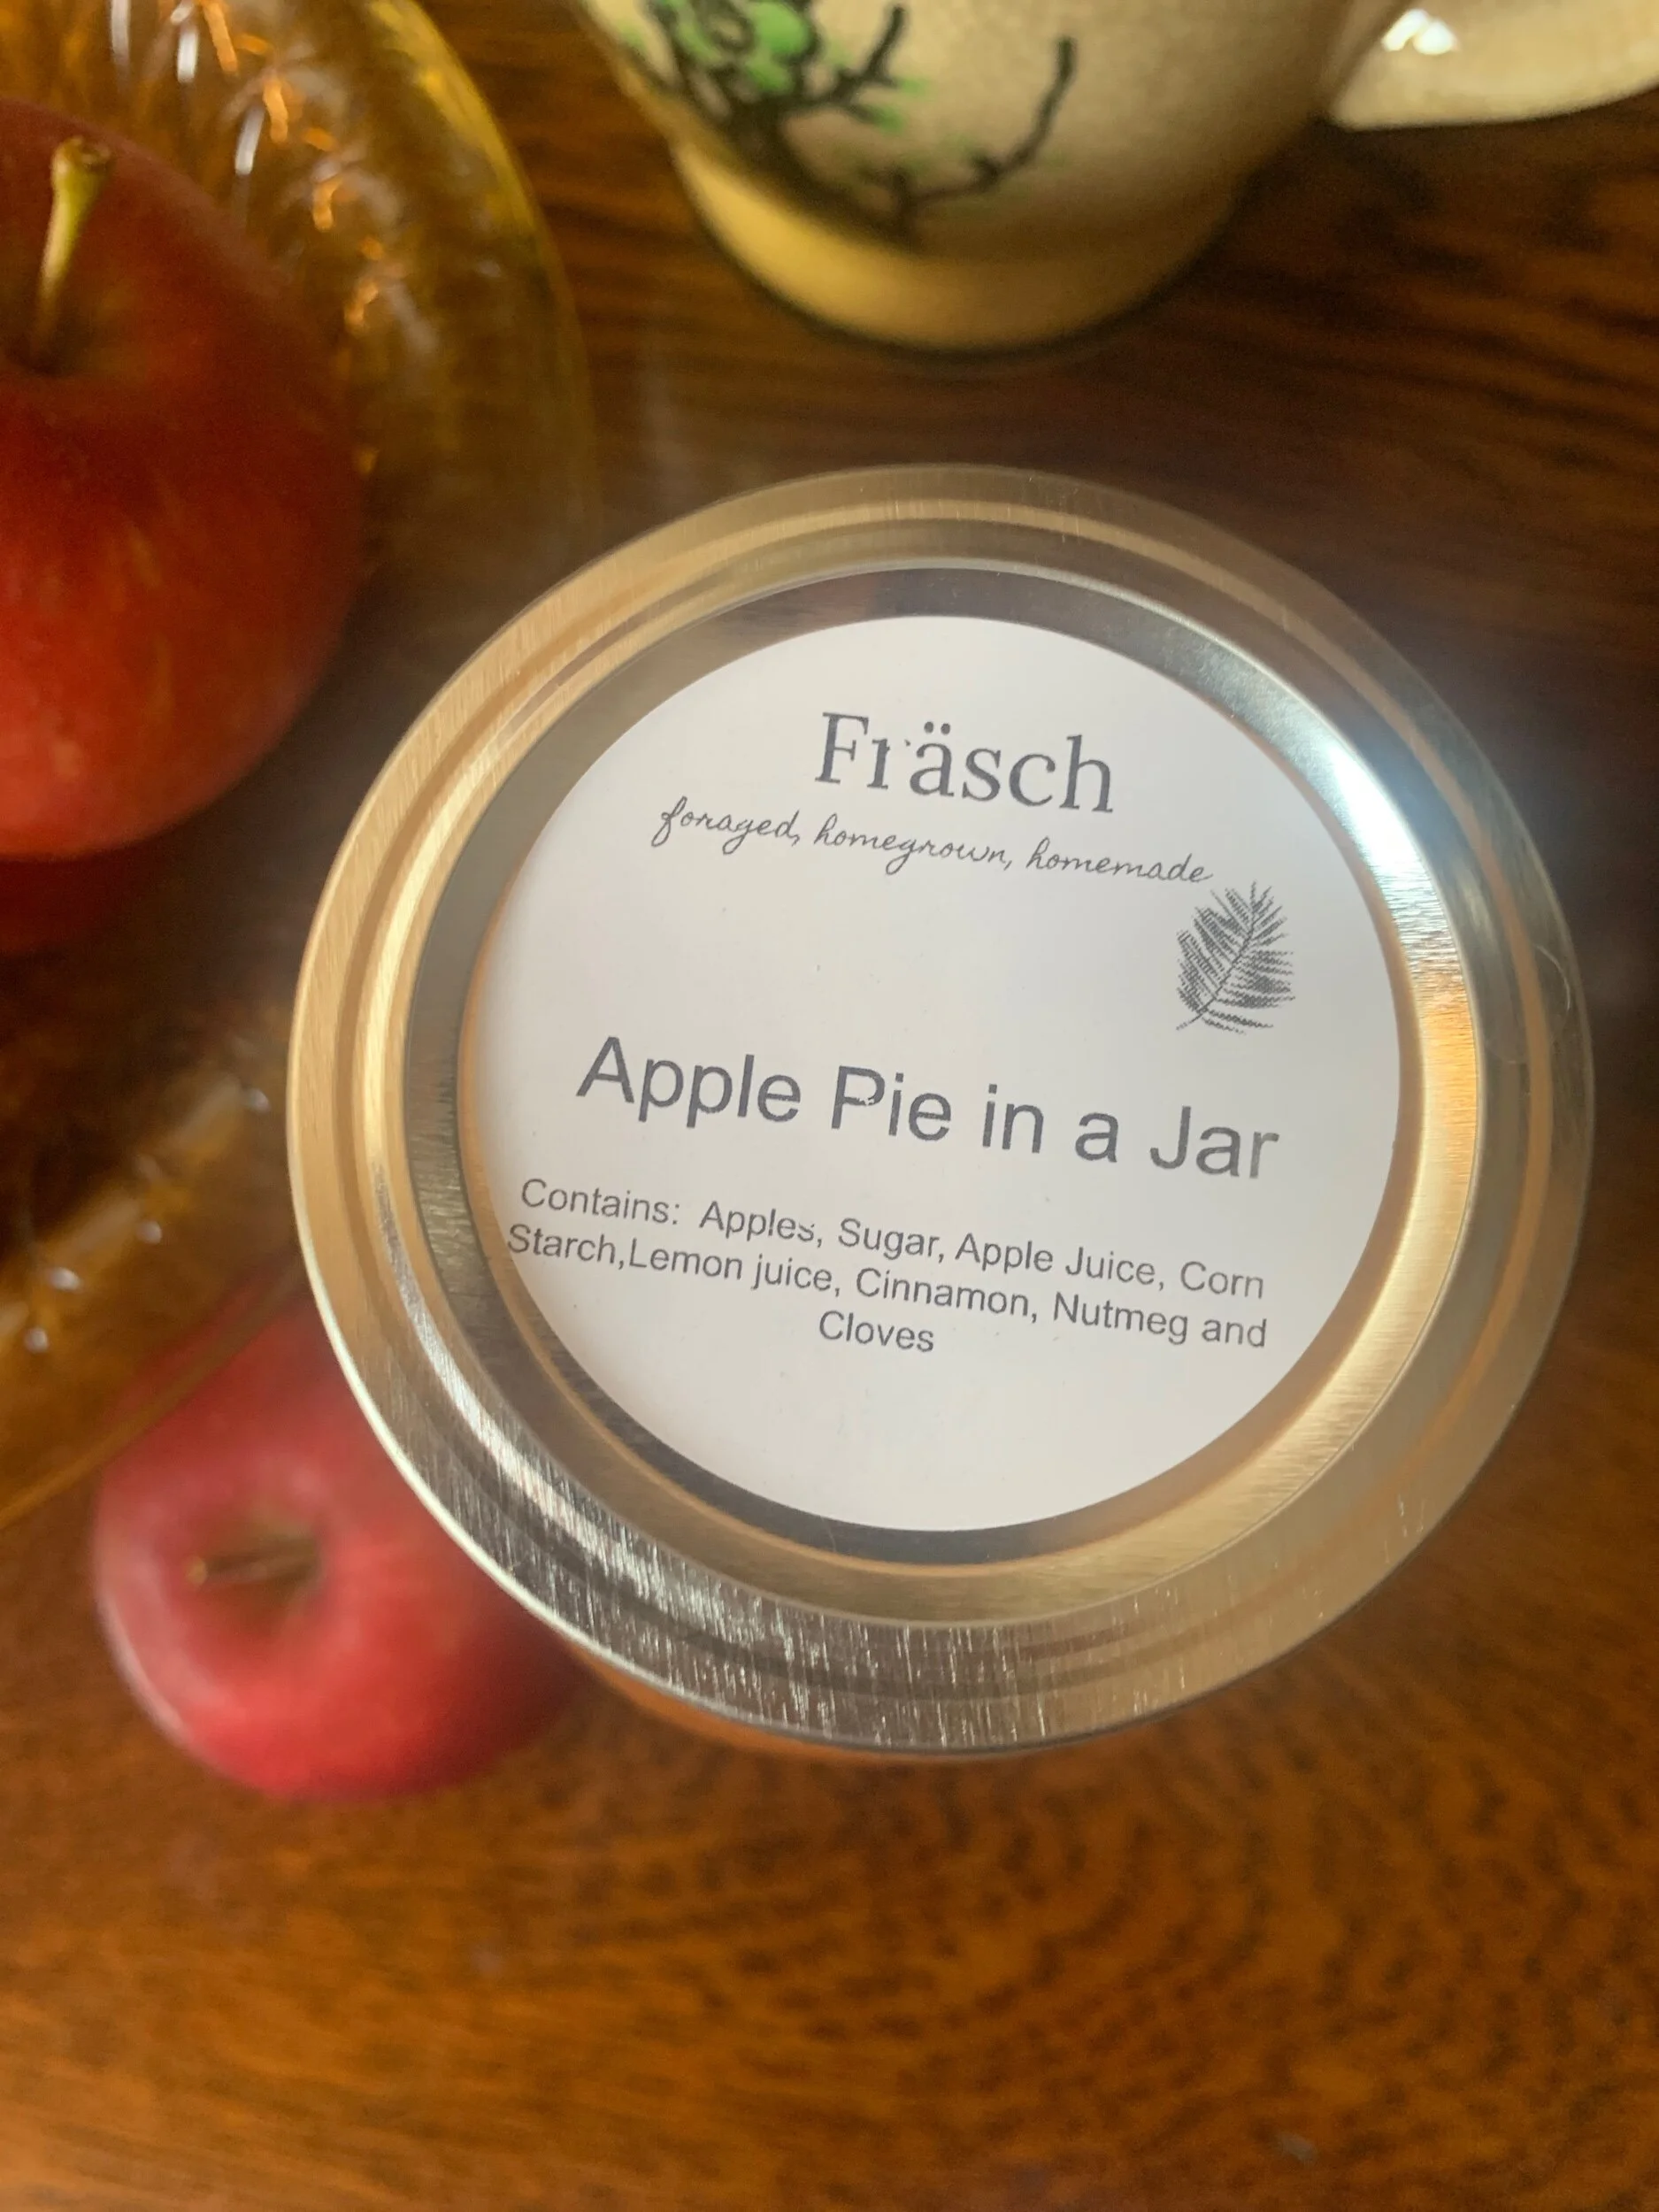 Fräsch
foraged, homegrown, homemade
Apple Pie in a Jar
Contains: Apples, Sugar, Apple Juice, Corn
Starch,Lemon juice, Cinnamon, Nutmeg and
Cloves